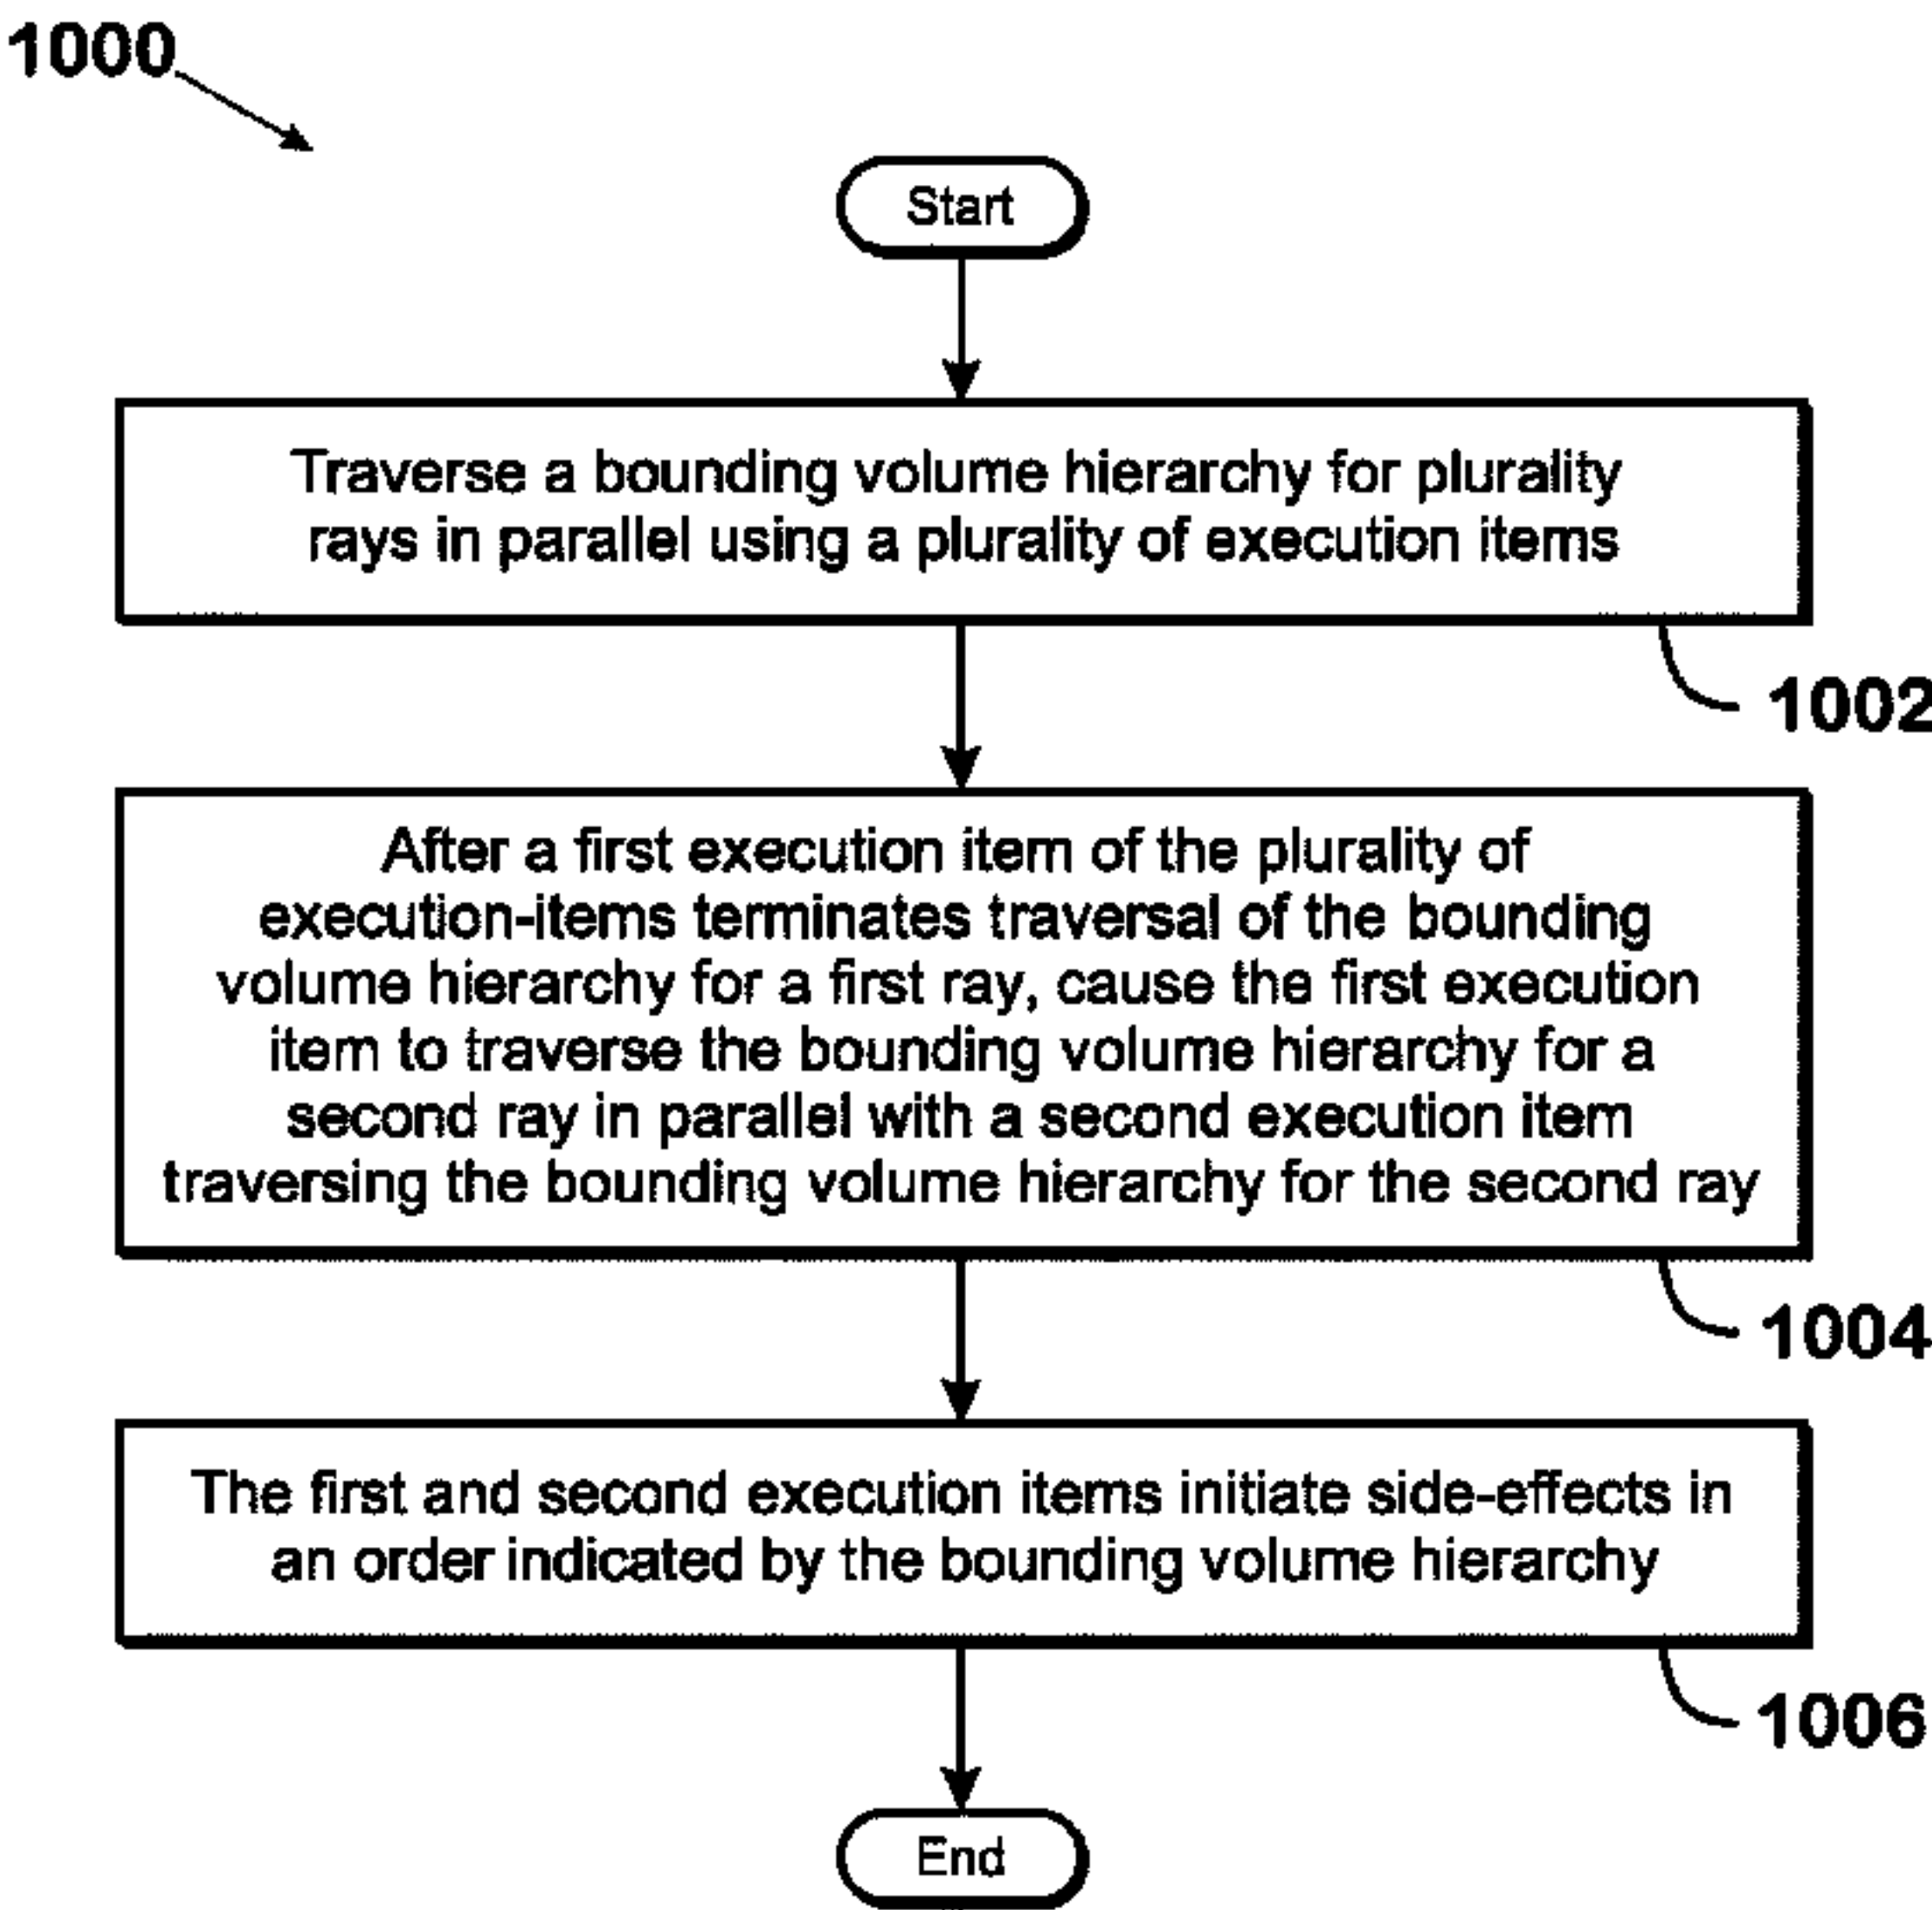 1000
Start
Traverse a bounding volume hierarchy for plurality
rays in parallel using a plurality of execution items
1002
After a first execution item of the plurality of
execution-items terminates traversal of the bounding
volume hierarchy for a first ray, cause the first execution
item to traverse the bounding volume hierarchy for a
second ray in parallel with a second execution item
traversing the bounding volume hierarchy for the second ray
1004
The first and second execution items initiate side-effects in
an order indicated by the bounding volume hierarchy
1006
End